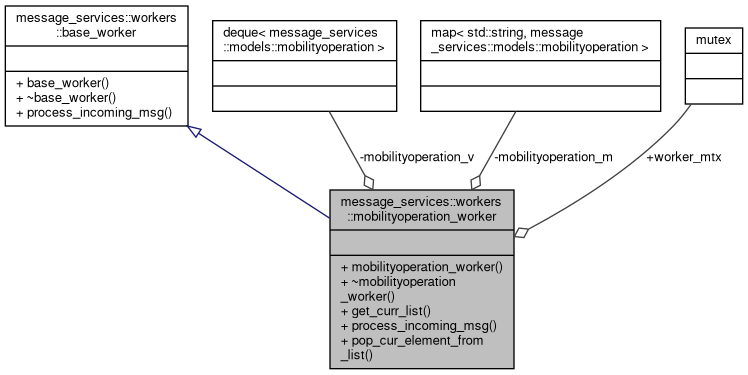 message_services::workers
::base_worker
+ base_worker()
+ ~base_worker()
+ process_incoming_msg()
deque< message_services
::models::mobilityoperation >
map< std::string, message
_services::models::mobilityoperation >
mutex
-mobilityoperation_v
-mobilityoperation_m
+worker_mtx
message_services::workers
::mobilityoperation_worker
+ mobilityoperation_worker()
+ ~mobilityoperation
_worker()
+ get_curr_list()
+ process_incoming_msg()
+ pop_cur_element_from
_list()